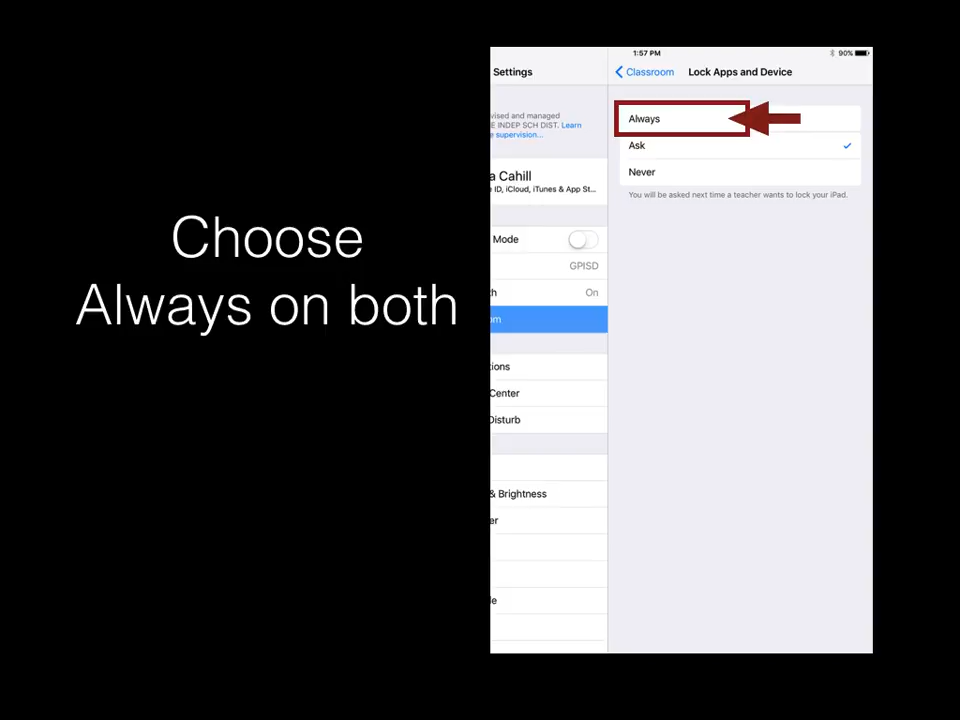 Choose
Always on both
1:57 PM
90%
Settings
Classroom
Lock Apps and Device
vised and managed
E INDEP SCH DIST. Learn
e supervision...
Always
Ask
Never
You will be asked next time a teacher wants to lock your iPad.
a Cahill
ID, iCloud, iTunes & App St...
Mode
GPISD
th
On
om
tions
Center
Disturb
& Brightness
er
le